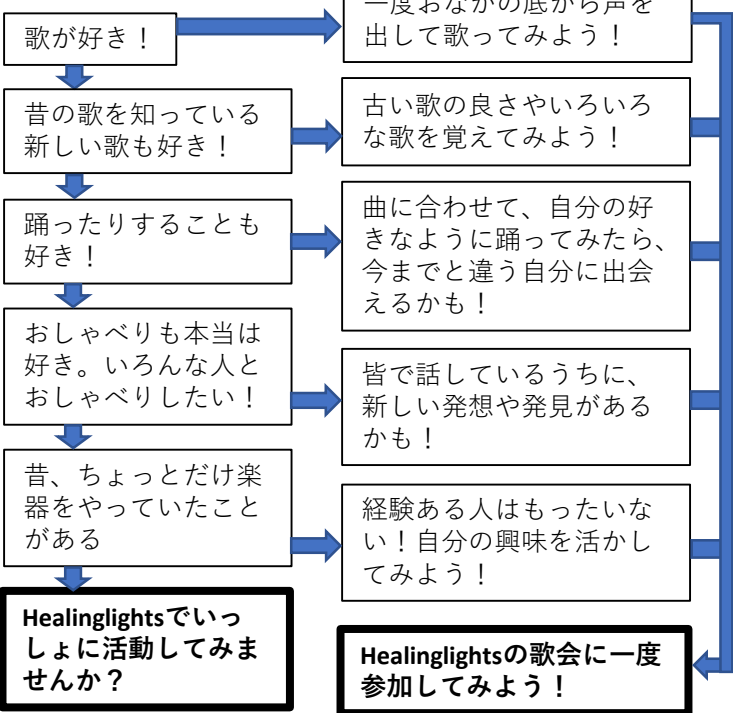 歌が好き！
一度おなかの底から声を
出して歌ってみよう！
昔の歌を知っている
新しい歌も好き！
古い歌の良さやいろいろ
な歌を覚えてみよう！
踊ったりすることも
好き！
曲に合わせて、自分の好
きなように踊ってみたら、
今までと違う自分に出会
えるかも！
おしゃべりも本当は
好き。いろんな人と
おしゃべりしたい！
皆で話しているうちに、
新しい発想や発見がある
かも！
昔、ちょっとだけ楽
器をやっていたこと
がある
経験ある人はもったいな
い！自分の興味を活かし
てみよう！
Healinglightsでいっ
しょに活動してみま
せんか？
Healinglightsの歌会に一度
参加してみよう！